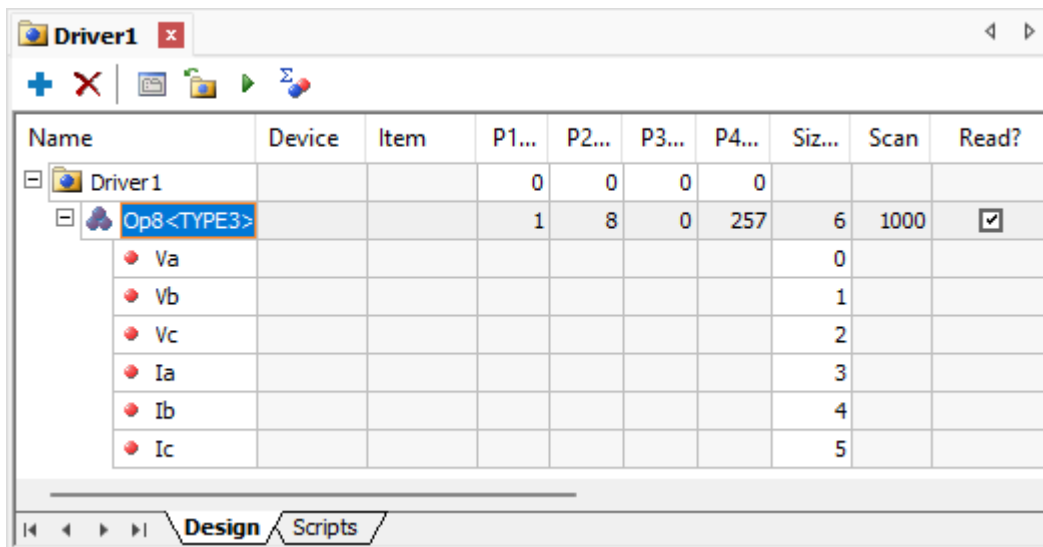 Driver1
Name Device Item P1... P2... P3... P4... Siz... Scan Read?
Driver1 0 0 0 0
Op8<TYPE3> 1 8 0 257 6 1000
Va 0
Vb 1
Vc 2
Ia 3
Ib 4
Ic 5
Design Scripts